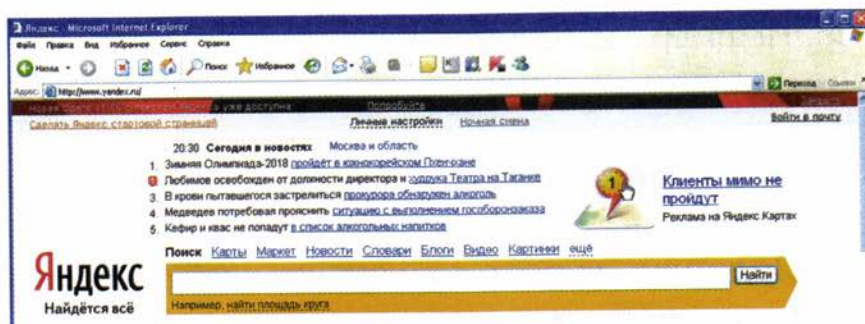 Яндекс - Microsoft Internet Explorer
Файл Правка Вид Избранное Сервис Справка
Назад Поиск Избранное
Адрес: http://www.yandex.ru/ Переход Ссылки
уже доступна Попробуйте
Сделать Яндекс стартовой страницей Личные настройки Ночная смена Войти в почту
20:30 Сегодня в новостях Москва и область
1. Зимняя Олимпиада-2018 пройдёт в южнокорейском Пхенчхане
Любимов освобожден от должности директора и худрука Театра на Таганке
3. В крови пытавшегося застрелиться прокурора обнаружен алкоголь
4. Медведев потребовал прояснить ситуацию с выполнением гособоронзаказа
5. Кефир и квас не попадут в список алкогольных напитков
1
Клиенты мимо не
пройдут
Реклама на Яндекс.Картах
Поиск Карты Маркет Новости Словари Блоги Видео Картинки ещё
Яндекс
Найдётся всё
Найти
Например, найти площадь круга